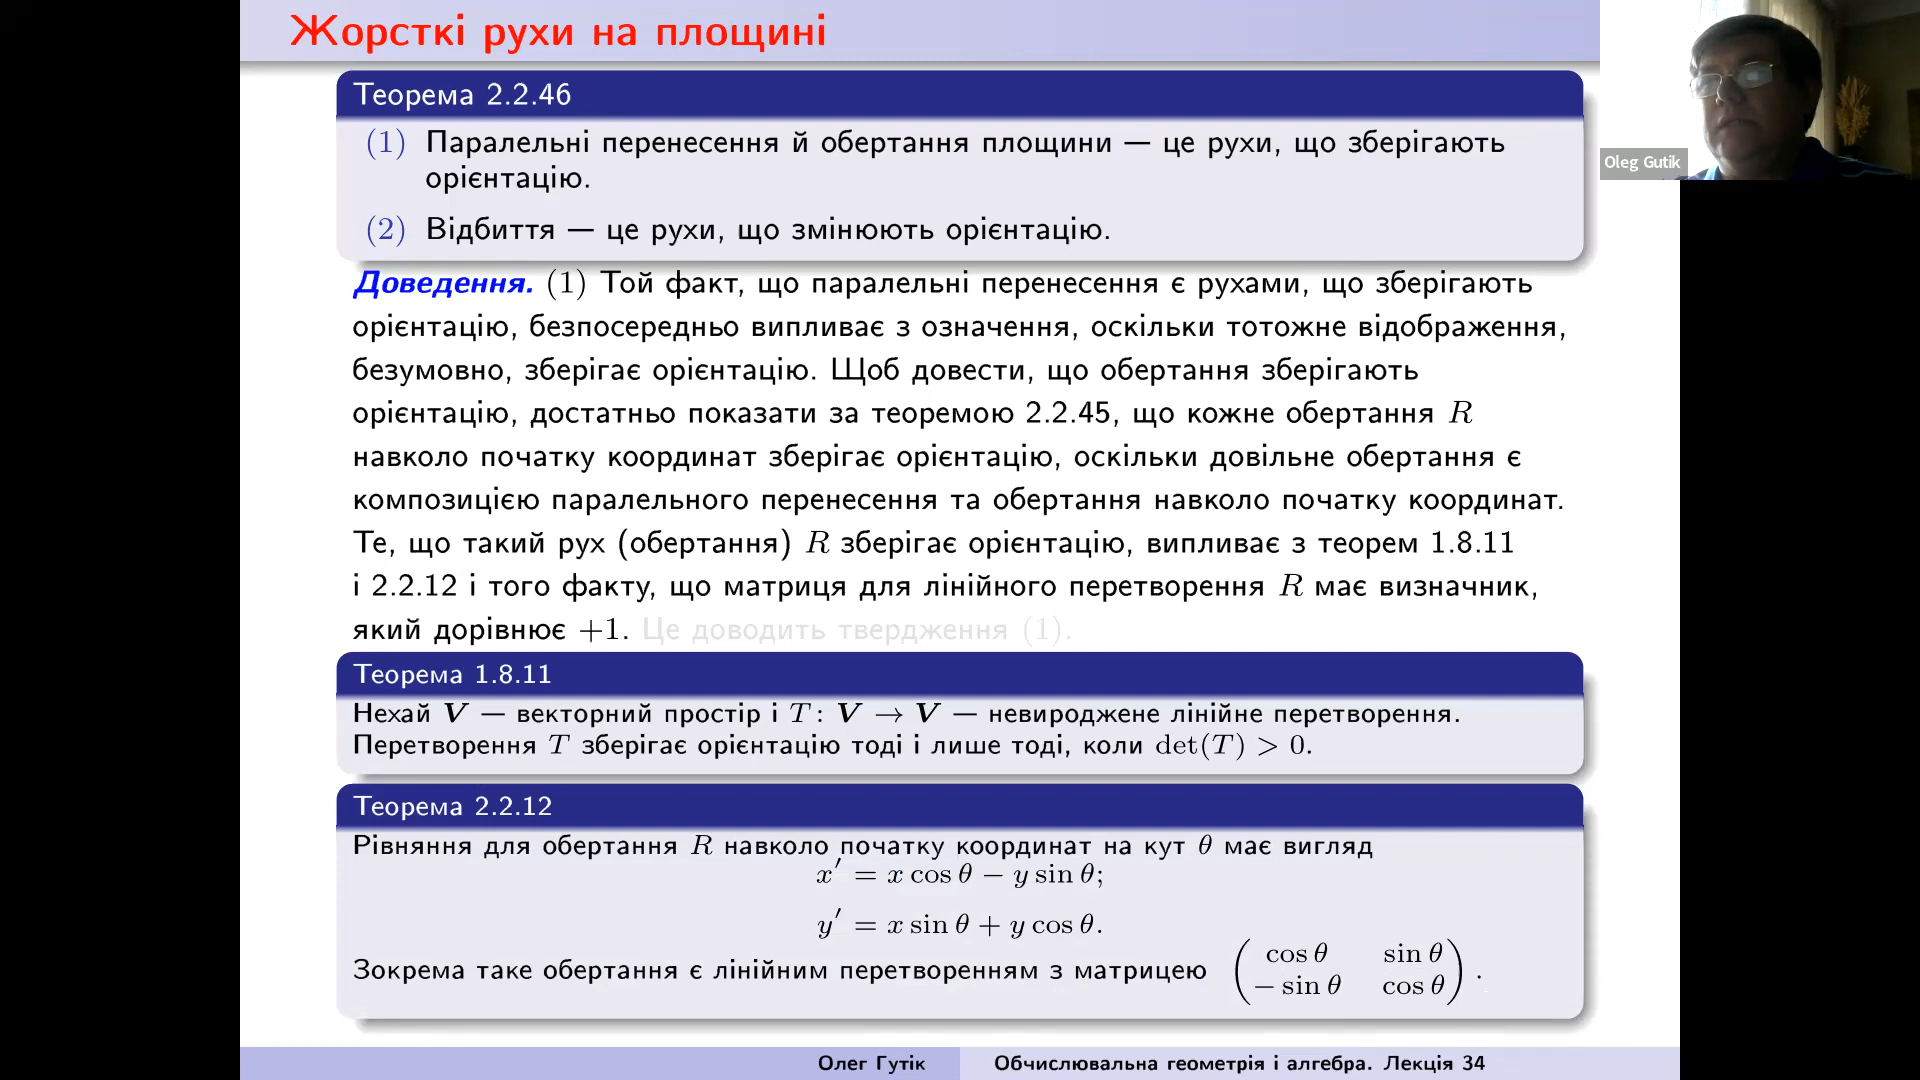 Жорсткі рухи на площині
Теорема 2.2.46
(1) Паралельні перенесення й обертання площини — це рухи, що зберігають
орієнтацію.
(2) Відбиття — це рухи, що змінюють орієнтацію.
Доведення. (1) Той факт, що паралельні перенесення є рухами, що зберігають
орієнтацію, безпосередньо випливає з означення, оскільки тотожне відображення,
безумовно, зберігає орієнтацію. Щоб довести, що обертання зберігають
орієнтацію, достатньо показати за теоремою 2.2.45, що кожне обертання R
навколо початку координат зберігає орієнтацію, оскільки довільне обертання є
композицією паралельного перенесення та обертання навколо початку координат.
Те, що такий рух (обертання) R зберігає орієнтацію, випливає з теорем 1.8.11
і 2.2.12 і того факту, що матриця для лінійного перетворення R має визначник,
який дорівнює +1. Це доводить твердження (1).
Теорема 1.8.11
Нехай V — векторний простір і T: V → V — невироджене лінійне перетворення.
Перетворення T зберігає орієнтацію тоді і лише тоді, коли det(T) > 0.
Теорема 2.2.12
Рівняння для обертання R навколо початку координат на кут θ має вигляд
x′ = x cos θ − y sin θ;
y′ = x sin θ + y cos θ.
Зокрема таке обертання є лінійним перетворенням з матрицею (cos θ sin θ
− sin θ cos θ).
Олег Гутік Обчислювальна геометрія і алгебра. Лекція 34
Oleg Gutik